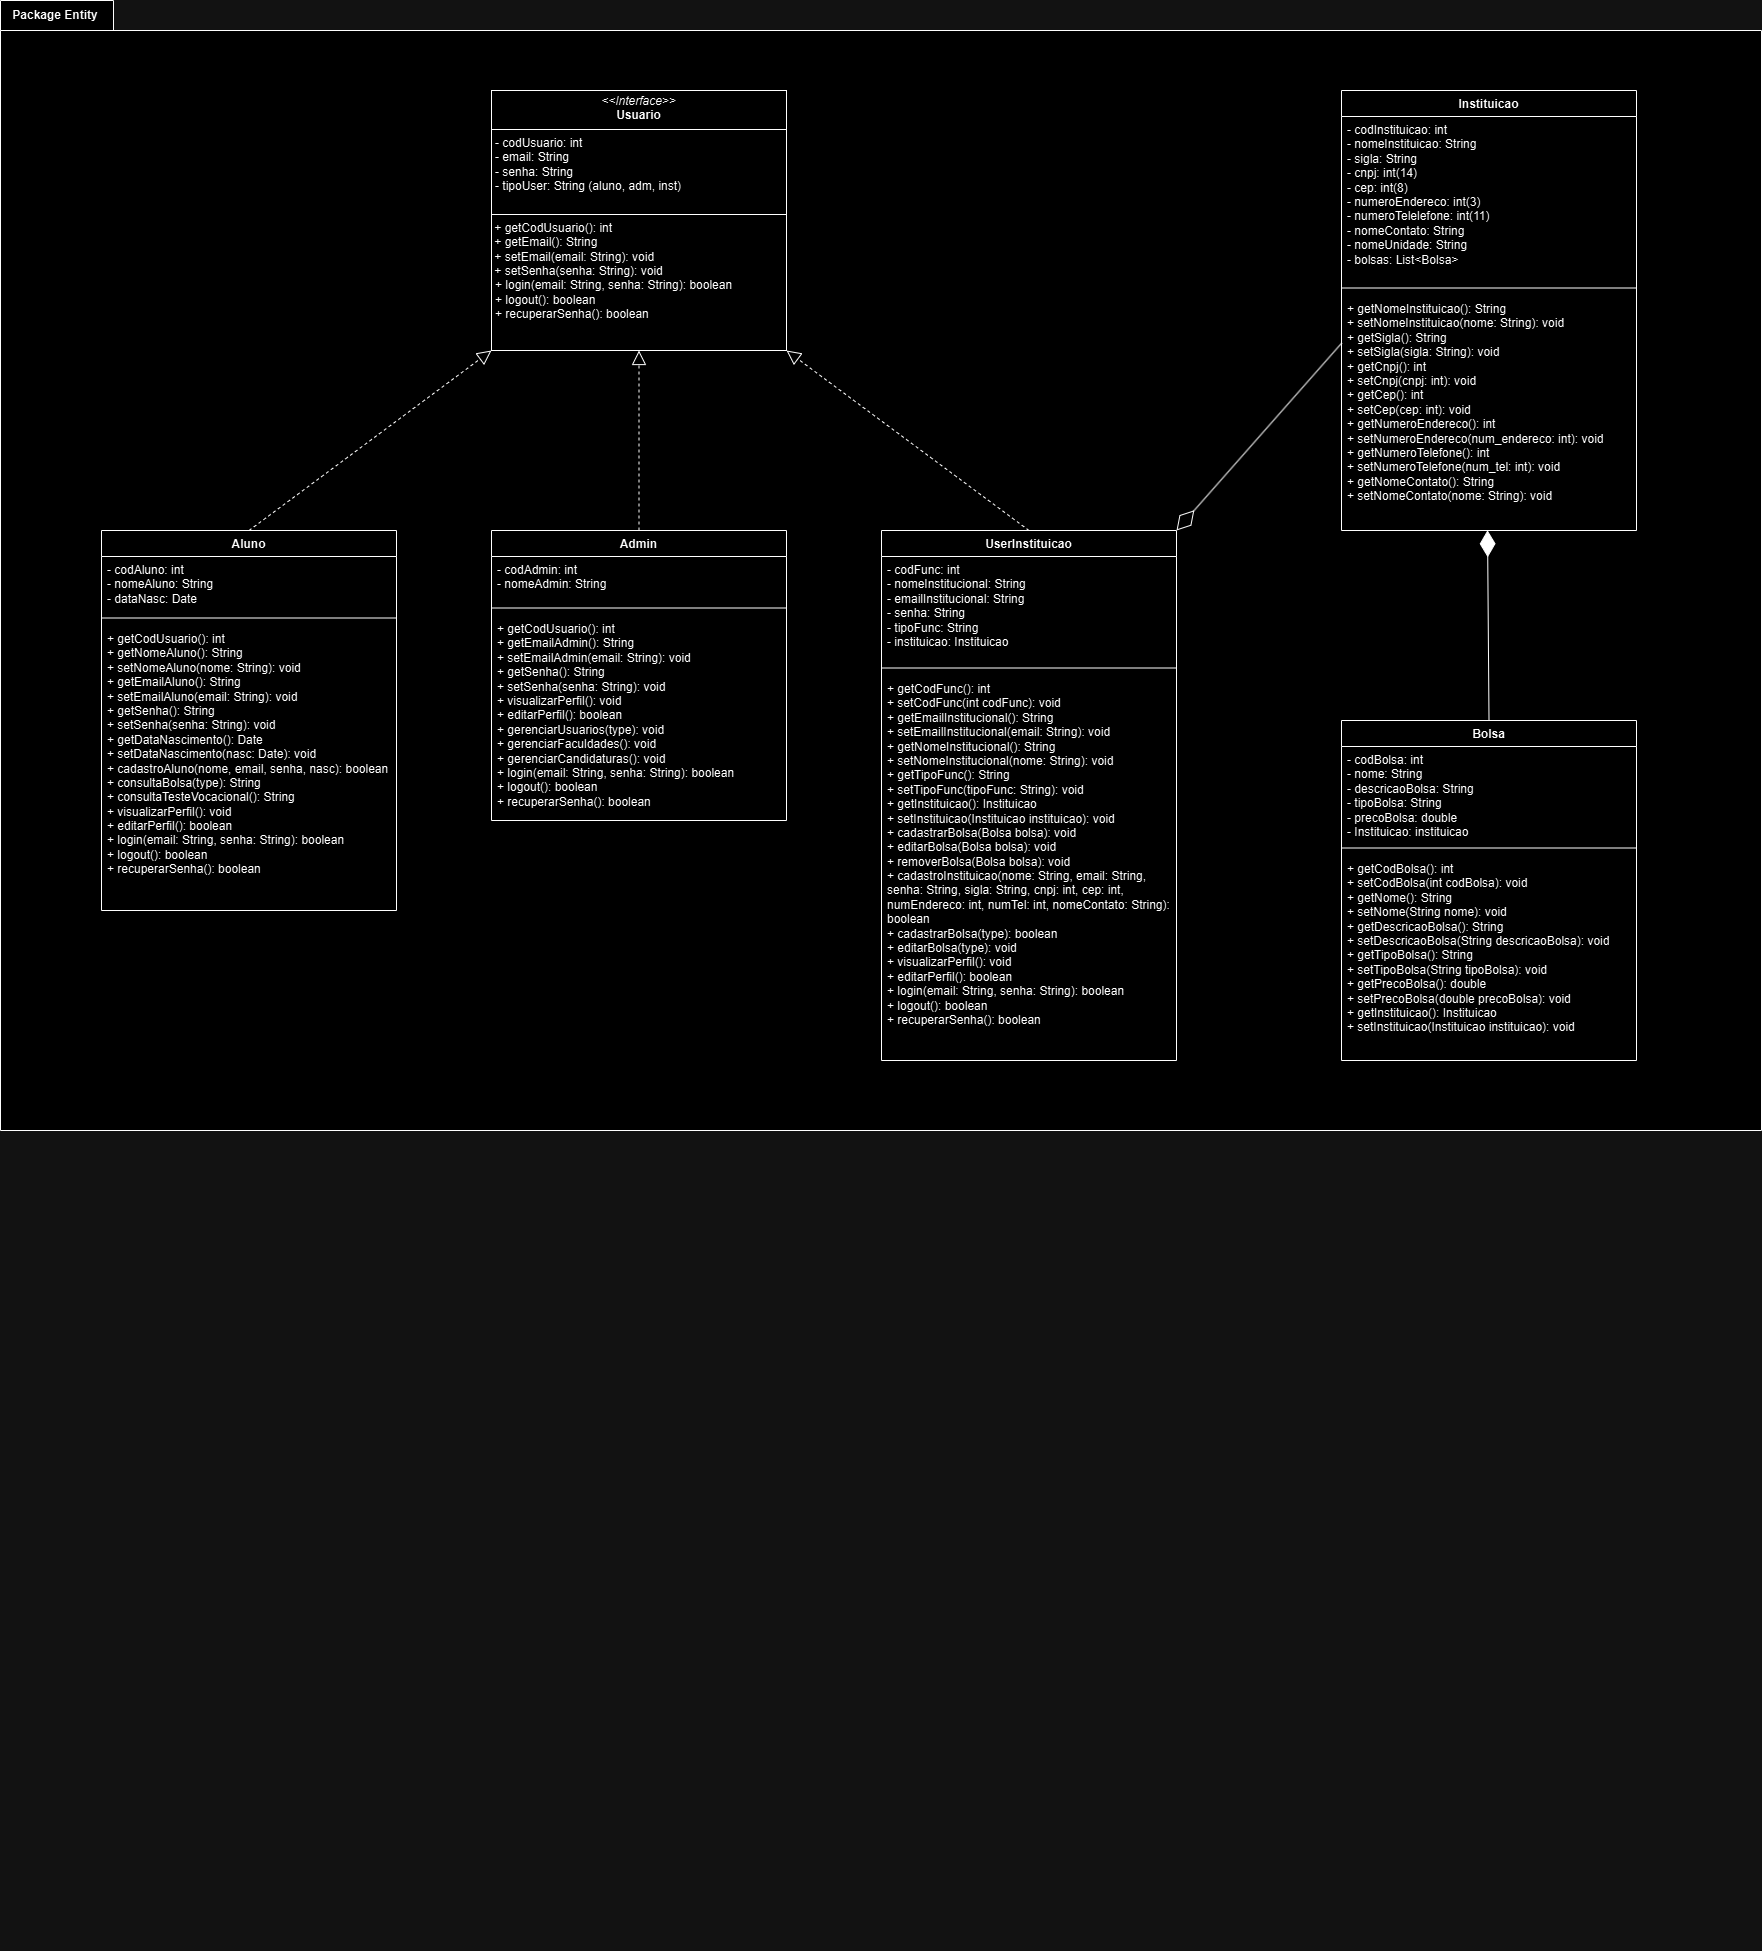 Package Entity
<<Interface>>
Usuario
- codUsuario: int
- email: String
- senha: String
- tipoUser: String (aluno, adm, inst)
+ getCodUsuario(): int
+ getEmail(): String
+ setEmail(email: String): void
+ setSenha(senha: String): void
+ login(email: String, senha: String): boolean
+ logout(): boolean
+ recuperarSenha(): boolean
Instituicao
- codInstituicao: int
- nomeInstituicao: String
- sigla: String
- cnpj: int(14)
- cep: int(8)
- numeroEndereco: int(3)
- numeroTelelefone: int(11)
- nomeContato: String
- nomeUnidade: String
- bolsas: List<Bolsa>
+ getNomeInstituicao(): String
+ setNomeInstituicao(nome: String): void
+ getSigla(): String
+ setSigla(sigla: String): void
+ getCnpj(): int
+ setCnpj(cnpj: int): void
+ getCep(): int
+ setCep(cep: int): void
+ getNumeroEndereco(): int
+ setNumeroEndereco(num_endereco: int): void
+ getNumeroTelefone(): int
+ setNumeroTelefone(num_tel: int): void
+ getNomeContato(): String
+ setNomeContato(nome: String): void
Aluno
- codAluno: int
- nomeAluno: String
- dataNasc: Date
+ getCodUsuario(): int
+ getNomeAluno(): String
+ setNomeAluno(nome: String): void
+ getEmailAluno(): String
+ setEmailAluno(email: String): void
+ getSenha(): String
+ setSenha(senha: String): void
+ getDataNascimento(): Date
+ setDataNascimento(nasc: Date): void
+ cadastroAluno(nome, email, senha, nasc): boolean
+ consultaBolsa(type): String
+ consultaTesteVocacional(): String
+ visualizarPerfil(): void
+ editarPerfil(): boolean
+ login(email: String, senha: String): boolean
+ logout(): boolean
+ recuperarSenha(): boolean
Admin
- codAdmin: int
- nomeAdmin: String
+ getCodUsuario(): int
+ getEmailAdmin(): String
+ setEmailAdmin(email: String): void
+ getSenha(): String
+ setSenha(senha: String): void
+ visualizarPerfil(): void
+ editarPerfil(): boolean
+ gerenciarUsuarios(type): void
+ gerenciarFaculdades(): void
+ gerenciarCandidaturas(): void
+ login(email: String, senha: String): boolean
+ logout(): boolean
+ recuperarSenha(): boolean
UserInstituicao
- codFunc: int
- nomeInstitucional: String
- emailInstitucional: String
- senha: String
- tipoFunc: String
- instituicao: Instituicao
+ getCodFunc(): int
+ setCodFunc(int codFunc): void
+ getEmailInstitucional(): String
+ setEmailInstitucional(email: String): void
+ getNomeInstitucional(): String
+ setNomeInstitucional(nome: String): void
+ getTipoFunc(): String
+ setTipoFunc(tipoFunc: String): void
+ getInstituicao(): Instituicao
+ setInstituicao(Instituicao instituicao): void
+ cadastrarBolsa(Bolsa bolsa): void
+ editarBolsa(Bolsa bolsa): void
+ removerBolsa(Bolsa bolsa): void
+ cadastroInstituicao(nome: String, email: String,
senha: String, sigla: String, cnpj: int, cep: int,
numEndereco: int, numTel: int, nomeContato: String):
boolean
+ cadastrarBolsa(type): boolean
+ editarBolsa(type): void
+ visualizarPerfil(): void
+ editarPerfil(): boolean
+ login(email: String, senha: String): boolean
+ logout(): boolean
+ recuperarSenha(): boolean
Bolsa
- codBolsa: int
- nome: String
- descricaoBolsa: String
- tipoBolsa: String
- precoBolsa: double
- Instituicao: instituicao
+ getCodBolsa(): int
+ setCodBolsa(int codBolsa): void
+ getNome(): String
+ setNome(String nome): void
+ getDescricaoBolsa(): String
+ setDescricaoBolsa(String descricaoBolsa): void
+ getTipoBolsa(): String
+ setTipoBolsa(String tipoBolsa): void
+ getPrecoBolsa(): double
+ setPrecoBolsa(double precoBolsa): void
+ getInstituicao(): Instituicao
+ setInstituicao(Instituicao instituicao): void